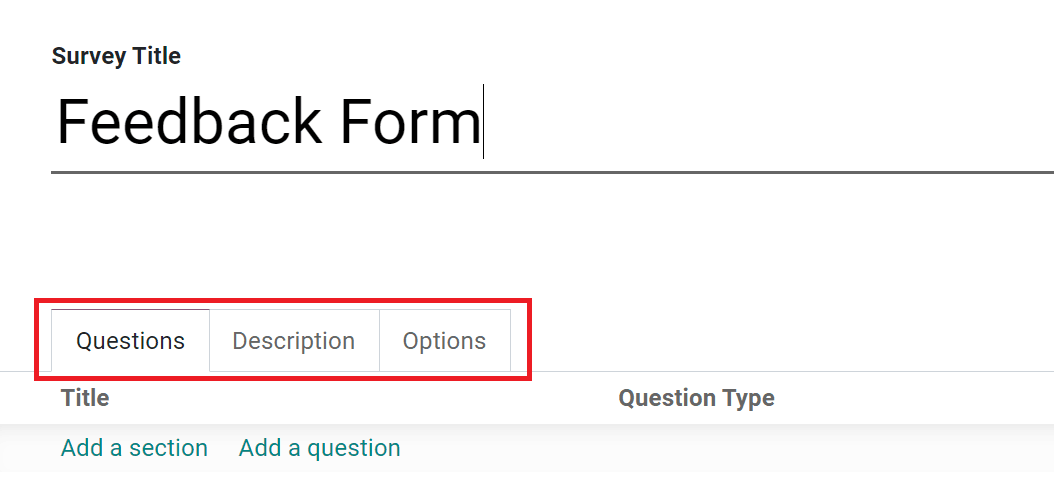 Survey Title
Feedback Form
Questions Description Options
Title Question Type
Add a section Add a question